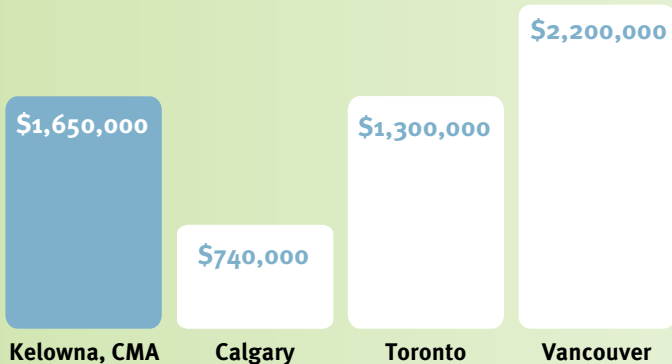 $2,200,000
$1,650,000
$1,300,000
$740,000
Kelowna, CMA
Calgary
Toronto
Vancouver